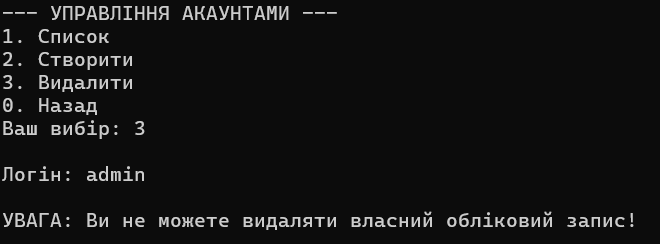 --- УПРАВЛІННЯ АКАУНТАМИ ---
1. Список
2. Створити
3. Видалити
0. Назад
Ваш вибір: 3
Логін: admin
УВАГА: Ви не можете видаляти власний обліковий запис!